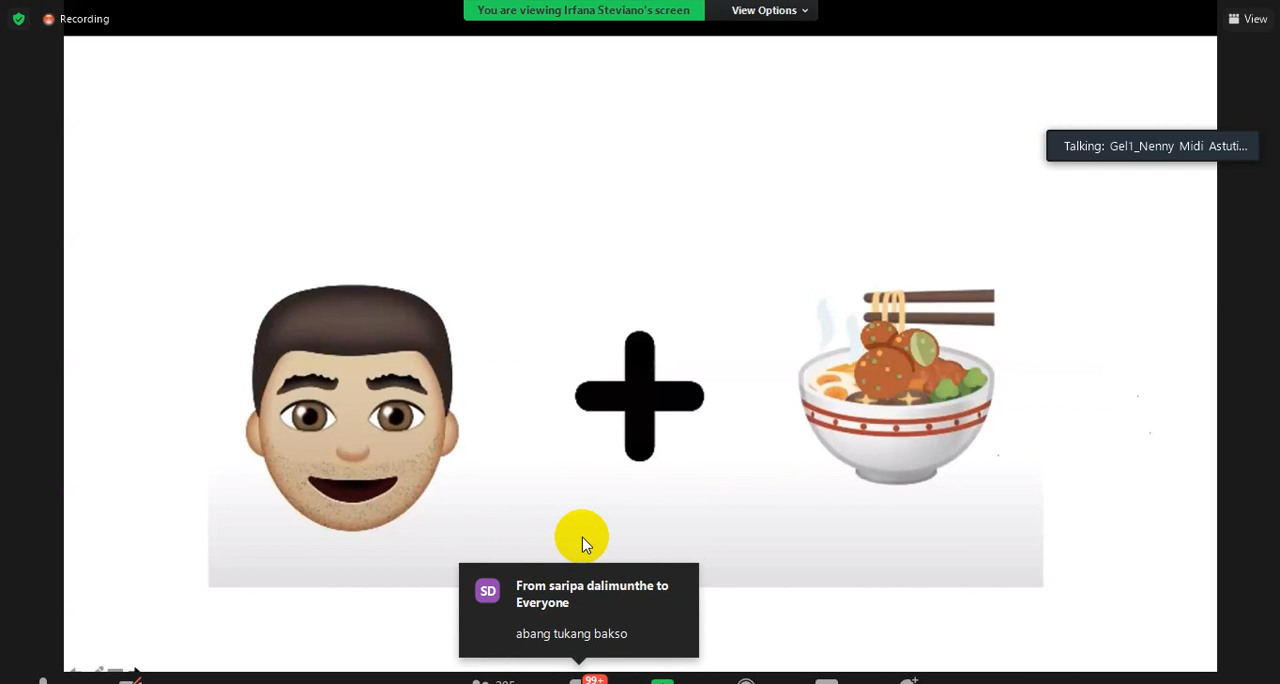 Recording
You are viewing Irfana Steviano's screen
View Options
View
Talking: Gel1_Nenny Midi Astuti...
SD
From saripa dalimunthe to
Everyone
abang tukang bakso
99+